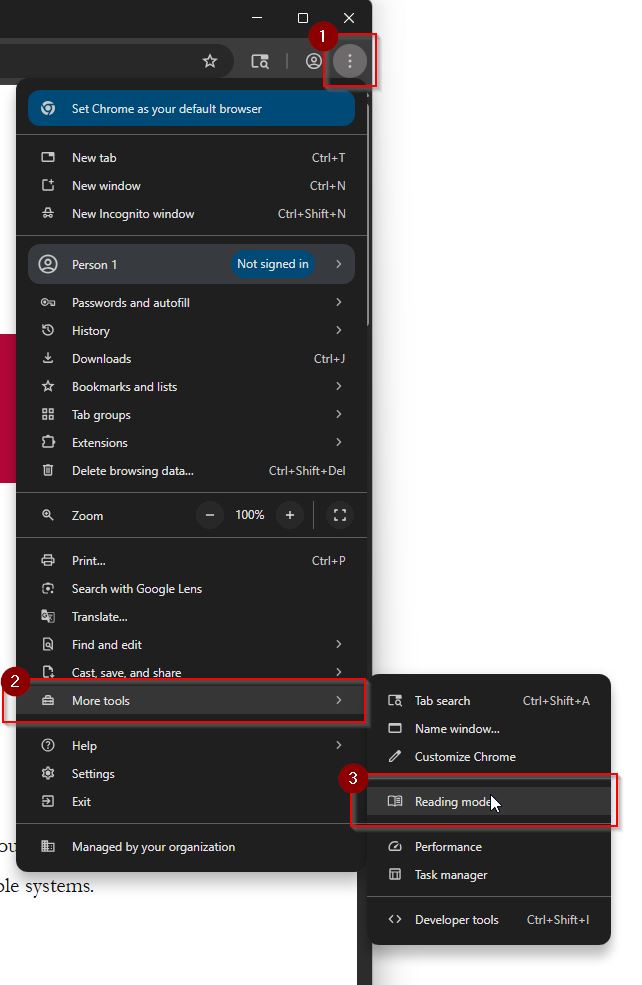 1
Set Chrome as your default browser
New tab Ctrl+T
New window Ctrl+N
New Incognito window Ctrl+Shift+N
Person 1 Not signed in
Passwords and autofill
History
Downloads Ctrl+J
Bookmarks and lists
Tab groups
Extensions
Delete browsing data... Ctrl+Shift+Del
Zoom − 100% +
Print... Ctrl+P
Search with Google Lens
Translate...
Find and edit
Cast, save, and share
2
More tools
Help
Settings
Exit
Managed by your organization
Tab search Ctrl+Shift+A
Name window...
Customize Chrome
3
Reading mode
Performance
Task manager
Developer tools Ctrl+Shift+I
systems.